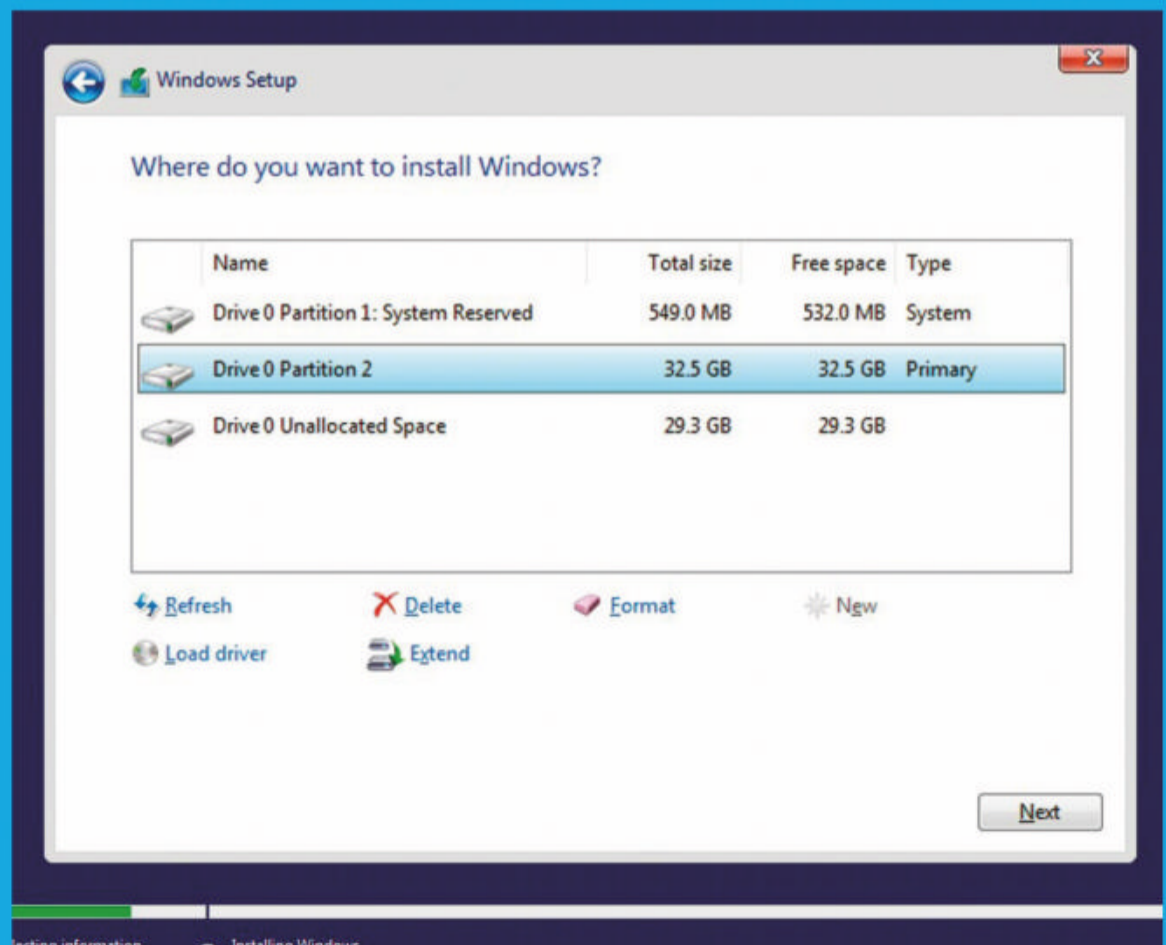 Windows Setup
Where do you want to install Windows?
Name Total size Free space Type
Drive 0 Partition 1: System Reserved 549.0 MB 532.0 MB System
Drive 0 Partition 2 32.5 GB 32.5 GB Primary
Drive 0 Unallocated Space 29.3 GB 29.3 GB
Refresh Delete Format New
Load driver Extend
Next
information Installing Windows